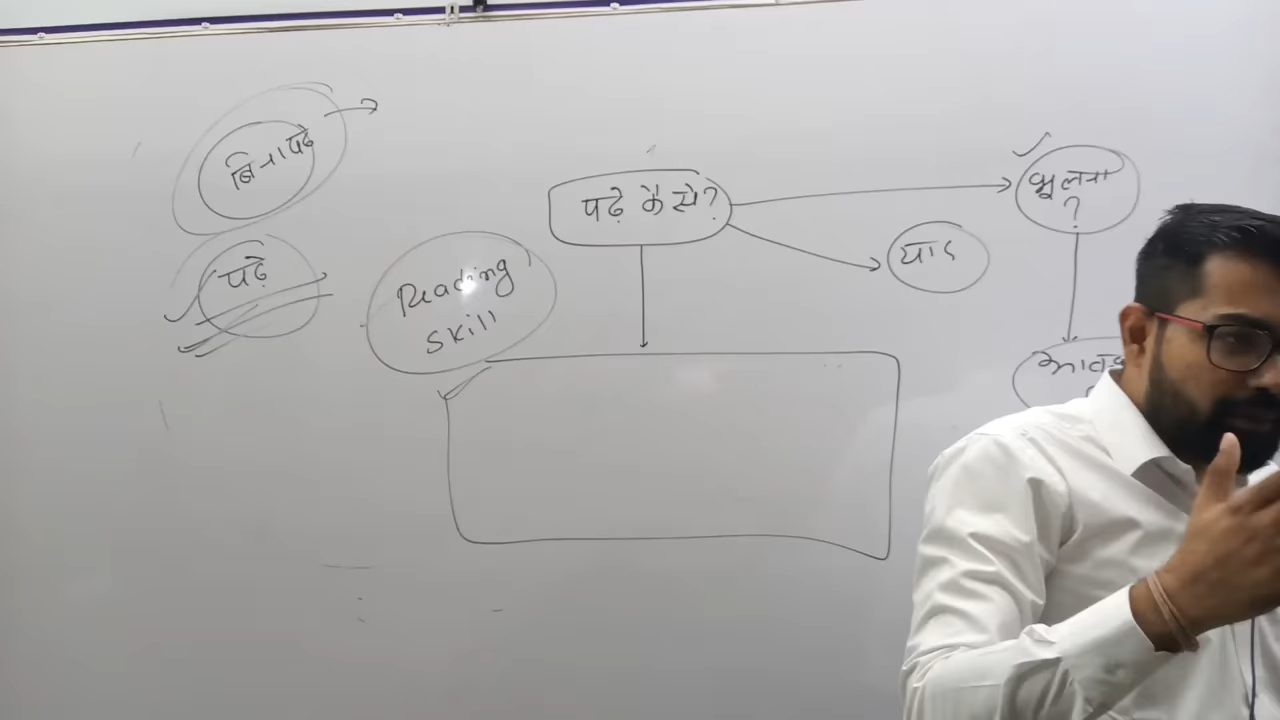 बिना पढे
पढे
Reading
skill
पढे कैसे?
भूलना
?
याद